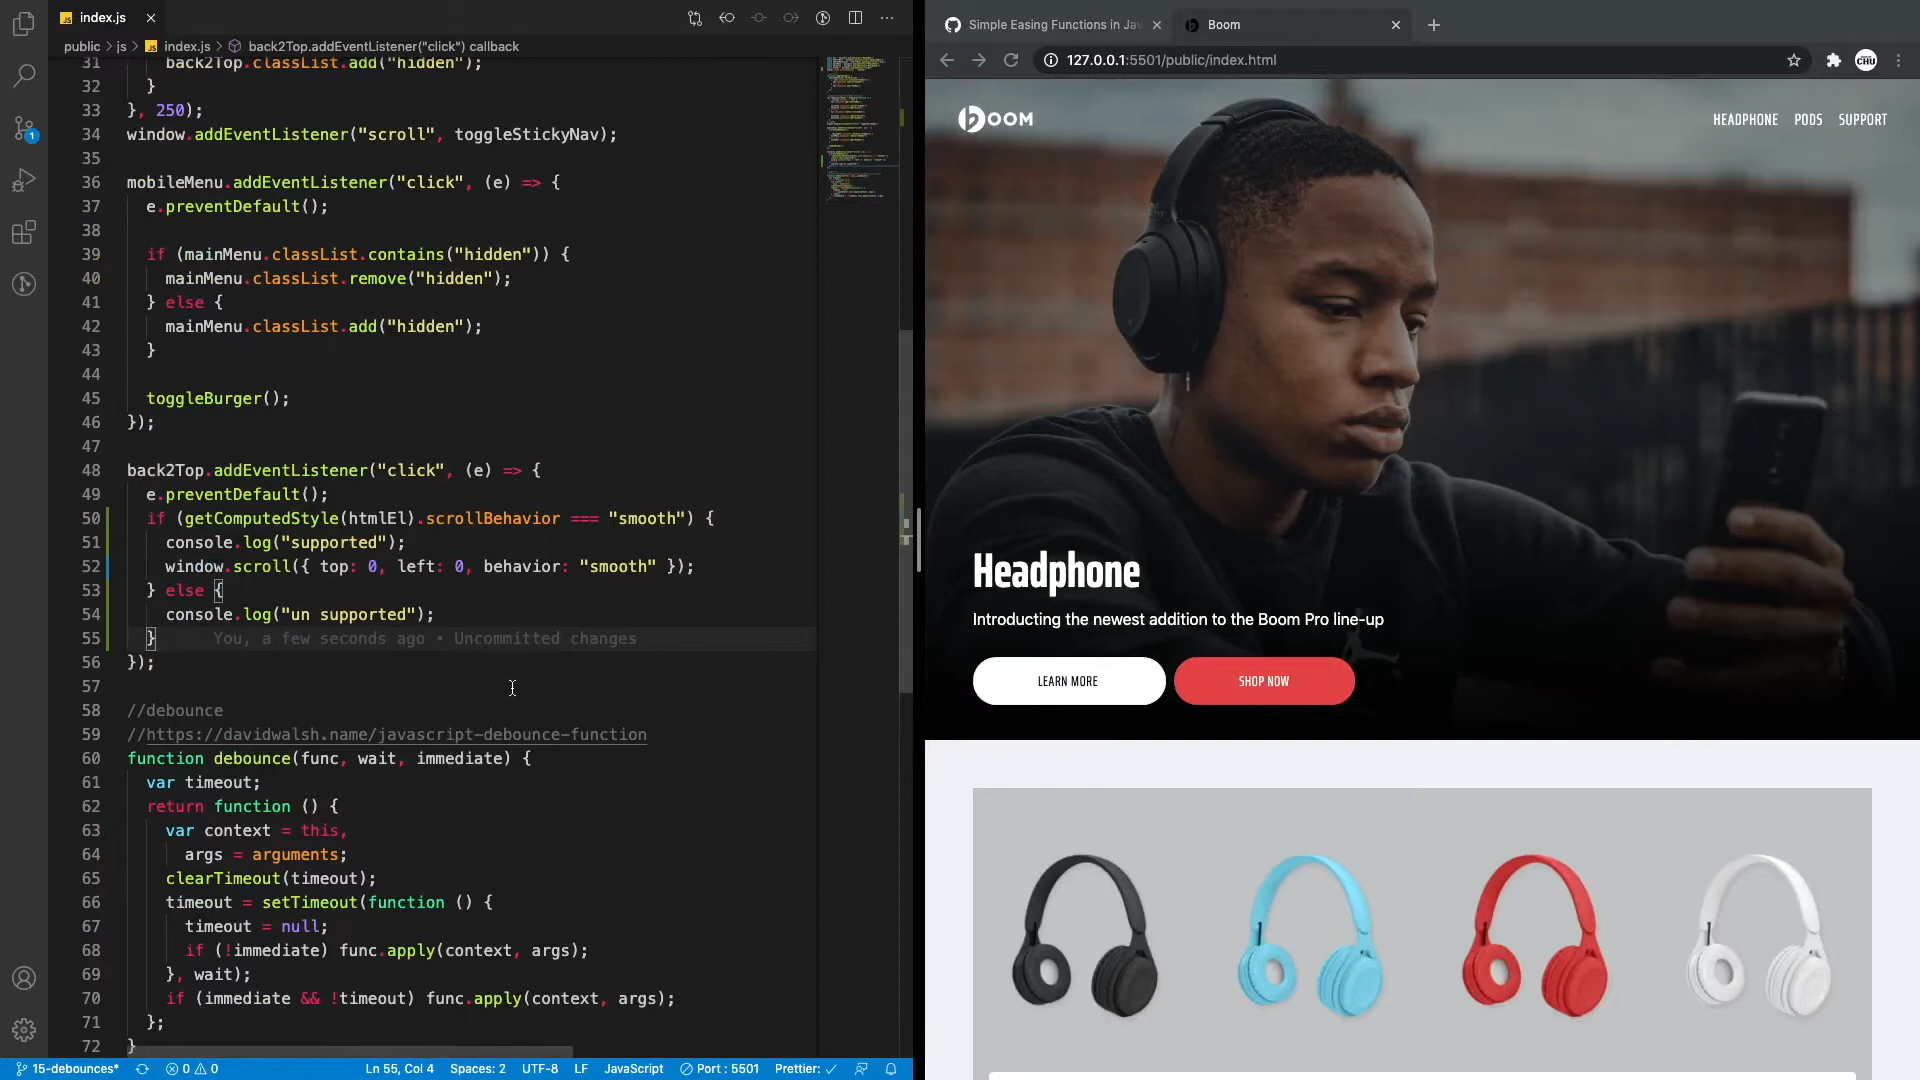 index.js
public > js > index.js > back2Top.addEventListener("click") callback
31 back2Top.classList.add("hidden");
32 }
33 }, 250);
34 window.addEventListener("scroll", toggleStickyNav);
35
36 mobileMenu.addEventListener("click", (e) => {
37 e.preventDefault();
38
39 if (mainMenu.classList.contains("hidden")) {
40 mainMenu.classList.remove("hidden");
41 } else {
42 mainMenu.classList.add("hidden");
43 }
44
45 toggleBurger();
46 });
47
48 back2Top.addEventListener("click", (e) => {
49 e.preventDefault();
50 if (getComputedStyle(htmlEl).scrollBehavior === "smooth") {
51 console.log("supported");
52 window.scroll({ top: 0, left: 0, behavior: "smooth" });
53 } else {
54 console.log("un supported");
55 } You, a few seconds ago • Uncommitted changes
56 });
57
58 //debounce
59 //https://davidwalsh.name/javascript-debounce-function
60 function debounce(func, wait, immediate) {
61 var timeout;
62 return function () {
63 var context = this,
64 args = arguments;
65 clearTimeout(timeout);
66 timeout = setTimeout(function () {
67 timeout = null;
68 if (!immediate) func.apply(context, args);
69 }, wait);
70 if (immediate && !timeout) func.apply(context, args);
71 };
72 }
1
15-debounces* 0 0 Ln 55, Col 4 Spaces: 2 UTF-8 LF JavaScript Port : 5501 Prettier: ✓
Simple Easing Functions in Jav
Boom
127.0.0.1:5501/public/index.html
CHU
bOOM
HEADPHONE PODS SUPPORT
Headphone
Introducting the newest addition to the Boom Pro line-up
LEARN MORE
SHOP NOW